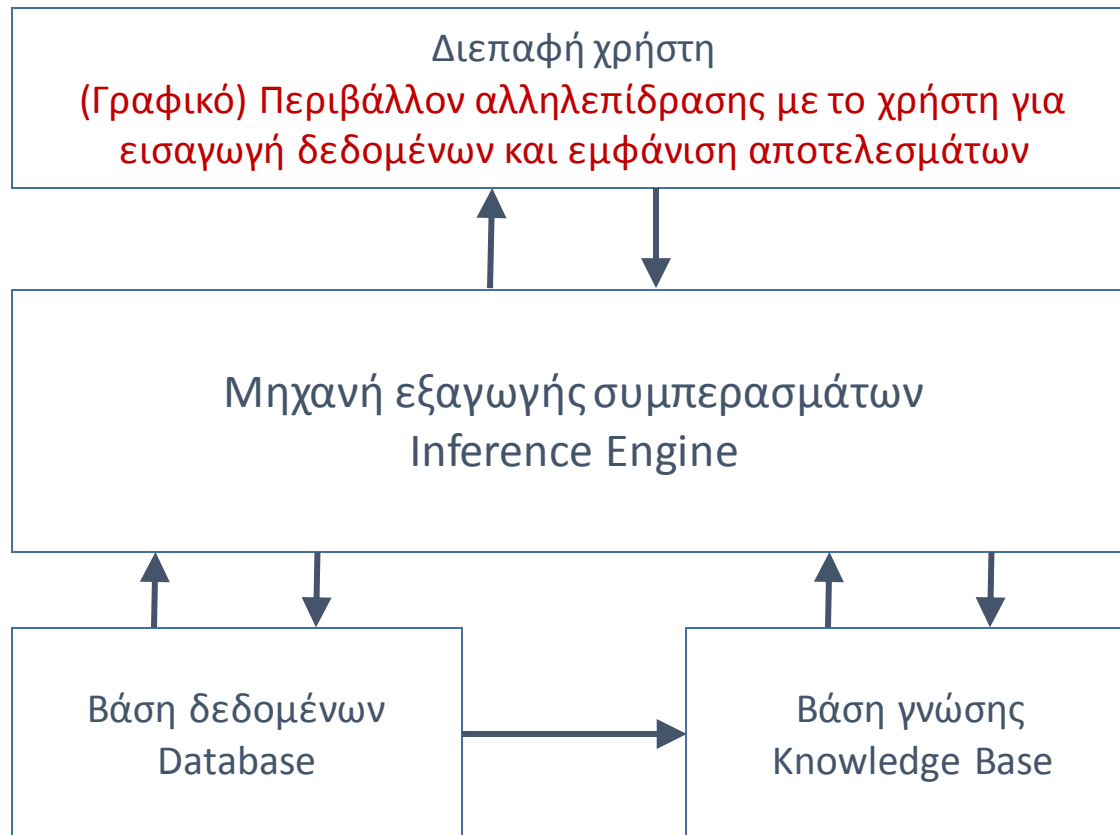 Διεπαφή χρήστη
(Γραφικό) Περιβάλλον αλληλεπίδρασης με το χρήστη για
εισαγωγή δεδομένων και εμφάνιση αποτελεσμάτων
Μηχανή εξαγωγής συμπερασμάτων
Inference Engine
Βάση δεδομένων
Database
Βάση γνώσης
Knowledge Base